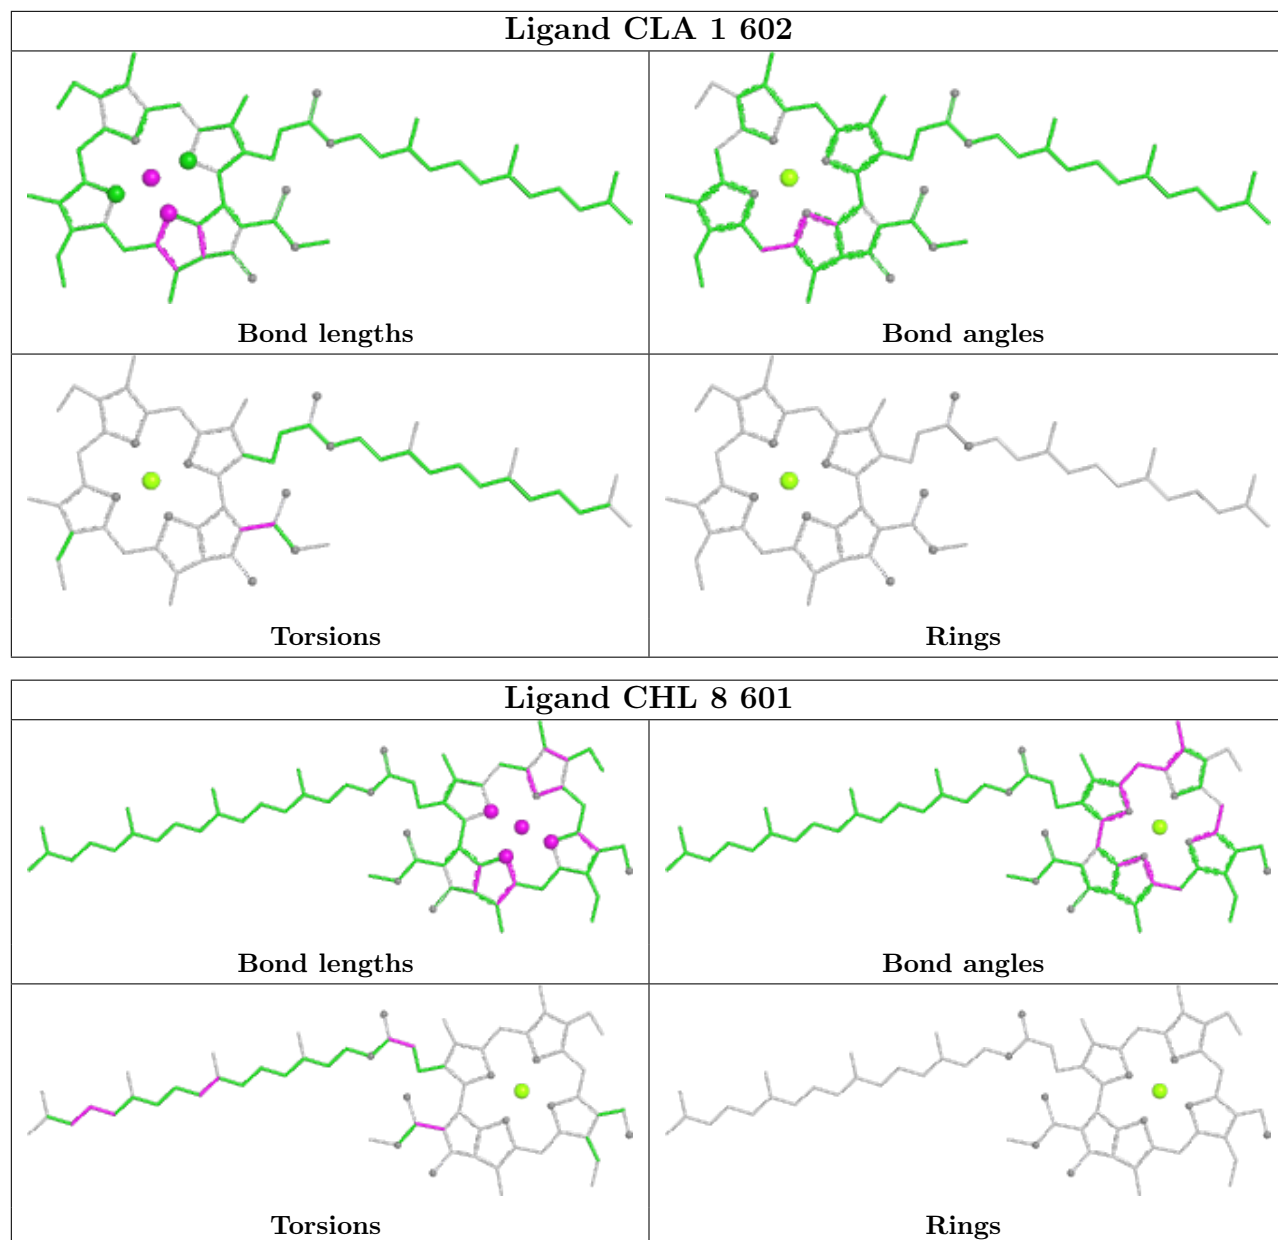 Ligand CLA 1 602
Bond lengths
Bond angles
Torsions
Rings
Ligand CHL 8 601
Bond lengths
Bond angles
Torsions
Rings